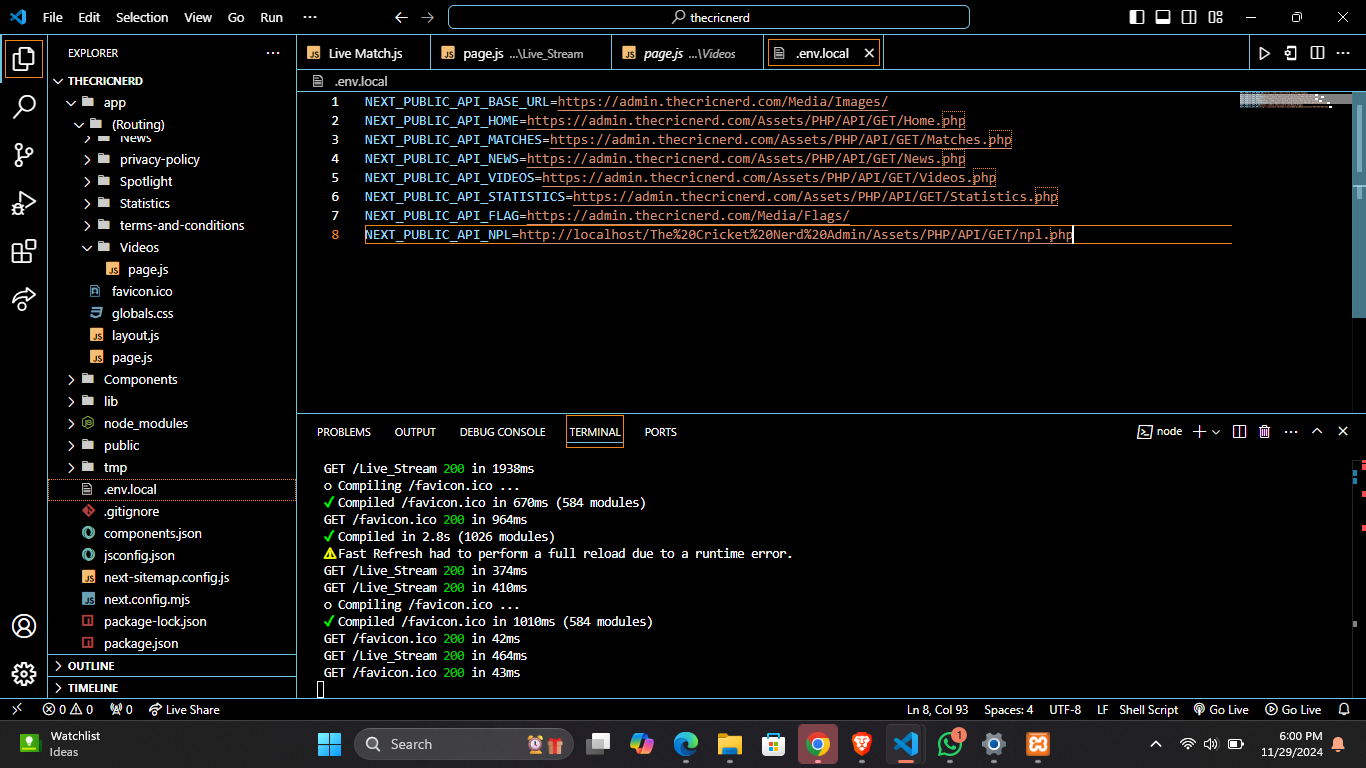 File Edit Selection View Go Run ··· thecricnerd
EXPLORER ···
THECRICNERD
app
(Routing)
News
privacy-policy
Spotlight
Statistics
terms-and-conditions
Videos
page.js
favicon.ico
globals.css
layout.js
page.js
Components
lib
node_modules
public
tmp
.env.local
.gitignore
components.json
jsconfig.json
next-sitemap.config.js
next.config.mjs
package-lock.json
package.json
OUTLINE
TIMELINE
Live Match.js page.js ...\Live_Stream page.js ...\Videos .env.local
.env.local
1 NEXT_PUBLIC_API_BASE_URL=https://admin.thecricnerd.com/Media/Images/
2 NEXT_PUBLIC_API_HOME=https://admin.thecricnerd.com/Assets/PHP/API/GET/Home.php
3 NEXT_PUBLIC_API_MATCHES=https://admin.thecricnerd.com/Assets/PHP/API/GET/Matches.php
4 NEXT_PUBLIC_API_NEWS=https://admin.thecricnerd.com/Assets/PHP/API/GET/News.php
5 NEXT_PUBLIC_API_VIDEOS=https://admin.thecricnerd.com/Assets/PHP/API/GET/Videos.php
6 NEXT_PUBLIC_API_STATISTICS=https://admin.thecricnerd.com/Assets/PHP/API/GET/Statistics.php
7 NEXT_PUBLIC_API_FLAG=https://admin.thecricnerd.com/Media/Flags/
8 NEXT_PUBLIC_API_NPL=http://localhost/The%20Cricket%20Nerd%20Admin/Assets/PHP/API/GET/npl.php
PROBLEMS OUTPUT DEBUG CONSOLE TERMINAL PORTS node
GET /Live_Stream 200 in 1938ms
○ Compiling /favicon.ico ...
✓ Compiled /favicon.ico in 670ms (584 modules)
GET /favicon.ico 200 in 964ms
✓ Compiled in 2.8s (1026 modules)
⚠ Fast Refresh had to perform a full reload due to a runtime error.
GET /Live_Stream 200 in 374ms
GET /Live_Stream 200 in 410ms
○ Compiling /favicon.ico ...
✓ Compiled /favicon.ico in 1010ms (584 modules)
GET /favicon.ico 200 in 42ms
GET /Live_Stream 200 in 464ms
GET /favicon.ico 200 in 43ms
0 0 0 Live Share Ln 8, Col 93 Spaces: 4 UTF-8 LF Shell Script Go Live Go Live
Watchlist
Ideas
Search
1
6:00 PM
11/29/2024